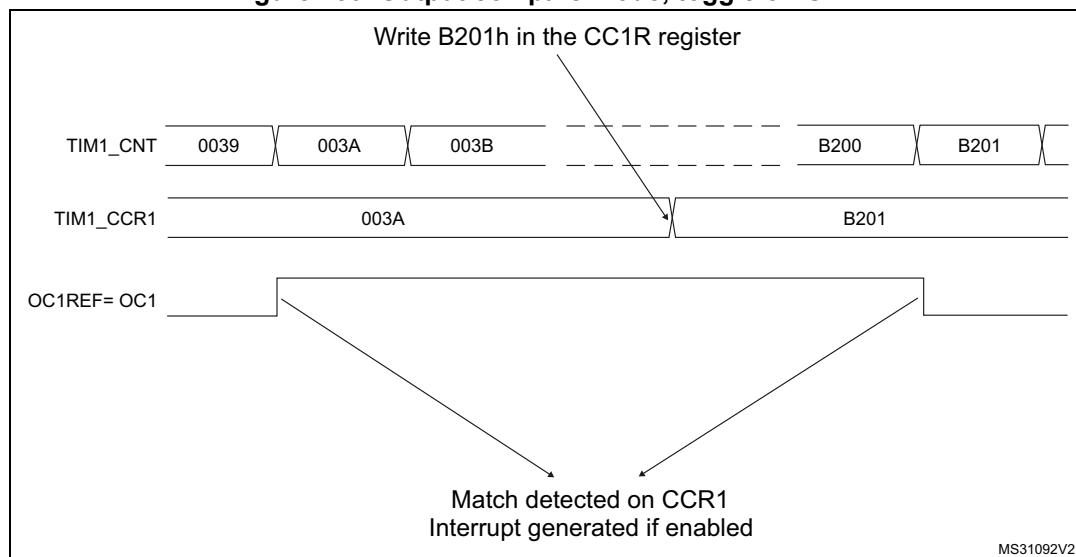 Write B201h in the CC1R register
TIM1_CNT 0039 003A 003B B200 B201
TIM1_CCR1 003A B201
OC1REF= OC1
Match detected on CCR1
Interrupt generated if enabled
MS31092V2